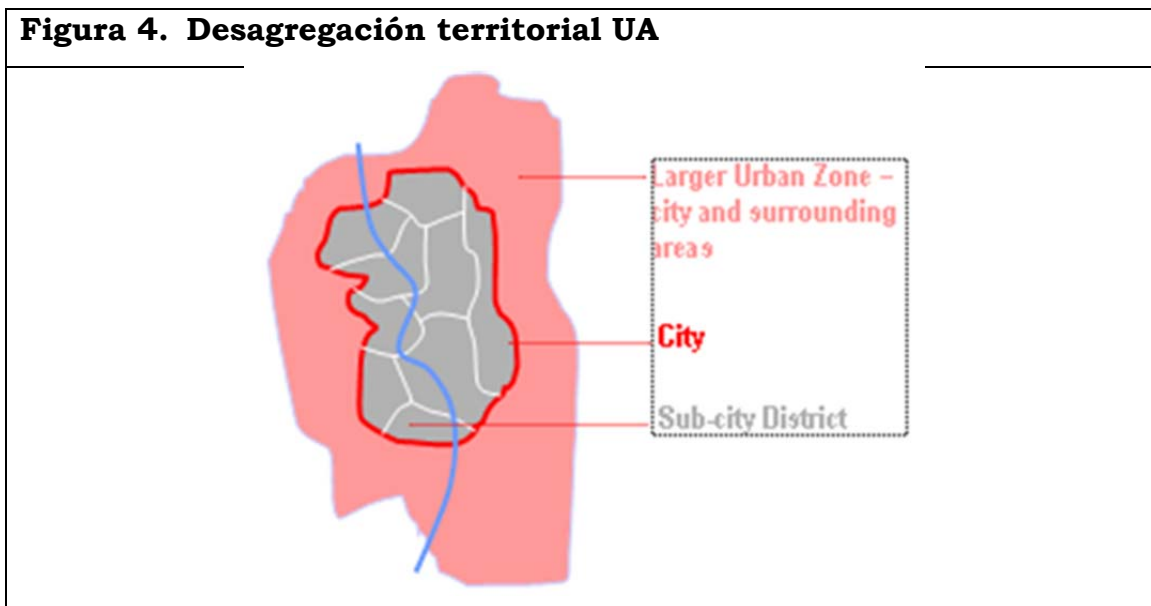 Figura 4. Desagregación territorial UA
Larger Urban Zone –
city and surrounding
areas
City
Sub-city District